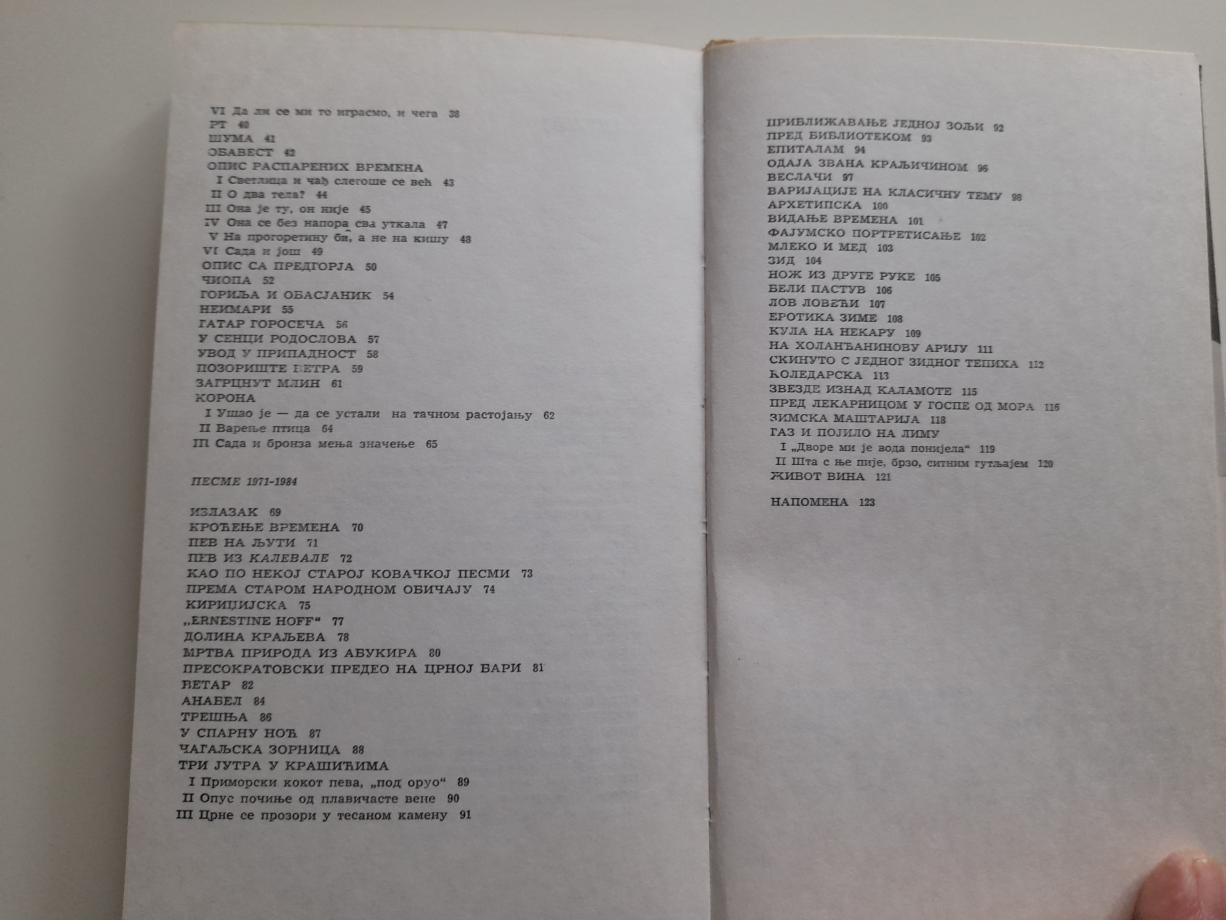 VI Да ли се ми то играсмо, и чега 38
РТ 40
ШУМА 41
ОБАВЕСТ 42
ОПИС РАСПАРЕНИХ ВРЕМЕНА
I Светлица и чађ слегоше се већ 43
II О два тела? 44
III Она је ту, он није 45
IV Она се без напора сва уткала 47
V На прогоретину би, а не на кишу 48
VI Сада и још 49
ОПИС СА ПРЕДГОРЈА 50
ЧИОПА 52
ГОРИЉА И ОБАСЈАНИК 54
НЕИМАРИ 55
ГАТАР ГОРОСЕЧА 56
У СЕНЦИ РОДОСЛОВА 57
УВОД У ПРИПАДНОСТ 58
ПОЗОРИШТЕ ВЕТРА 59
ЗАГРЦНУТ МЛИН 61
КОРОНА
I Ушао је — да се устали на тачном растојању 62
II Варење птица 64
III Сада и бронза мења значење 65
ПЕСМЕ 1971-1984
ИЗЛАЗАК 69
КРОЋЕЊЕ ВРЕМЕНА 70
ПЕВ НА ЉУТИ 71
ПЕВ ИЗ КАЛЕВАЛЕ 72
КАО ПО НЕКОЈ СТАРОЈ КОВАЧКОЈ ПЕСМИ 73
ПРЕМА СТАРОМ НАРОДНОМ ОБИЧАЈУ 74
КИРИЏИЈСКА 75
„ERNESTINE HOFF“ 77
ДОЛИНА КРАЉЕВА 78
МРТВА ПРИРОДА ИЗ АБУКИРА 80
ПРЕСОКРАТОВСКИ ПРЕДЕО НА ЦРНОЈ БАРИ 81
ВЕТАР 82
АНАБЕЛ 84
ТРЕШЊА 86
У СПАРНУ НОЋ 87
ЧАГАЉСКА ЗОРНИЦА 88
ТРИ ЈУТРА У КРАШИЋИМА
I Приморски кокот пева, „под оруо“ 89
II Опус почиње од плавичасте вене 90
III Црне се прозори у тесаном камену 91
ПРИБЛИЖАВАЊЕ ЈЕДНОЈ ЗОЉИ 92
ПРЕД БИБЛИОТЕКОМ 93
ЕПИТАЛАМ 94
ОДАЈА ЗВАНА КРАЉИЧИНОМ 96
ВЕСЛАЧИ 97
ВАРИЈАЦИЈЕ НА КЛАСИЧНУ ТЕМУ 98
АРХЕТИПСКА 100
ВИДАЊЕ ВРЕМЕНА 101
ФАЈУМСКО ПОРТРЕТИСАЊЕ 102
МЛЕКО И МЕД 103
ЗИД 104
НОЖ ИЗ ДРУГЕ РУКЕ 105
БЕЛИ ПАСТУВ 106
ЛОВ ЛОВЕЋИ 107
ЕРОТИКА ЗИМЕ 108
КУЛА НА НЕКАРУ 109
НА ХОЛАНЂАНИНОВУ АРИЈУ 111
СКИНУТО С ЈЕДНОГ ЗИДНОГ ТЕПИХА 112
КОЛЕДАРСКА 113
ЗВЕЗДЕ ИЗНАД КАЛАМОТЕ 115
ПРЕД ЛЕКАРНИЦОМ У ГОСПЕ ОД МОРА 116
ЗИМСКА МАШТАРИЈА 118
ГАЗ И ПОЈИЛО НА ЛИМУ
I „Дворе ми је вода понијела“ 119
II Шта с ње пије, брзо, ситним гутљајем 120
ЖИВОТ ВИНА 121
НАПОМЕНА 123